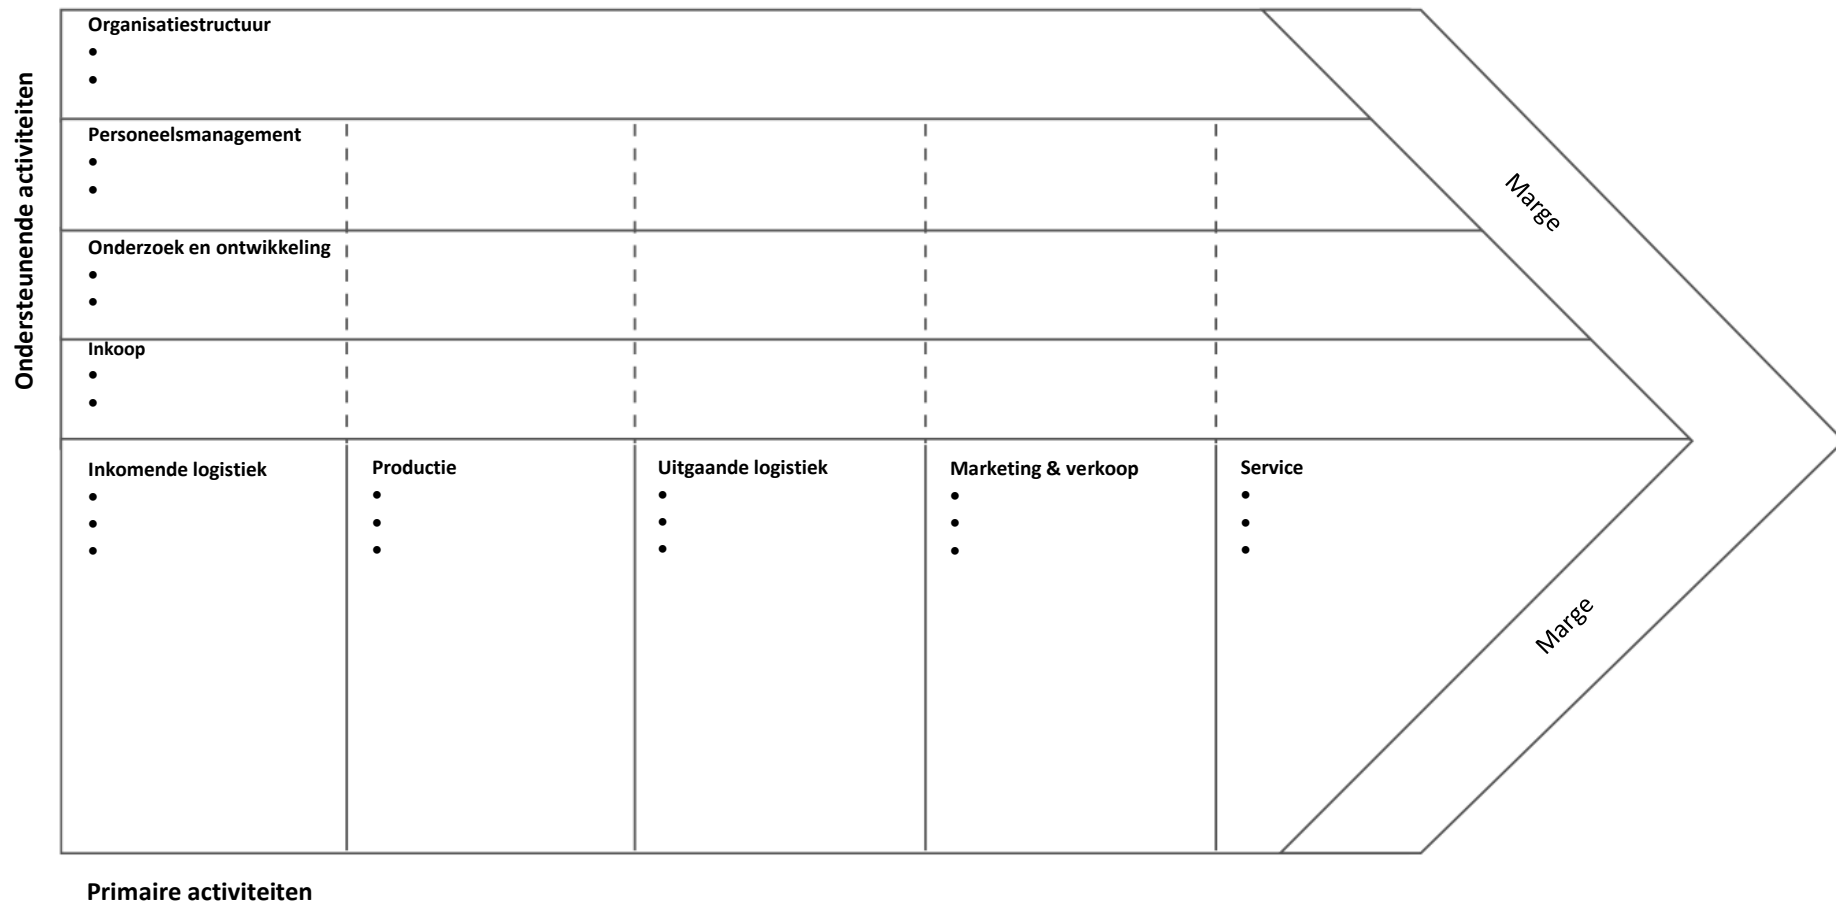 Ondersteunende activiteiten
Organisatiestructuur
•
•
Personeelsmanagement
•
•
Onderzoek en ontwikkeling
•
•
Inkoop
•
•
Marge
Inkomende logistiek
•
•
•
Productie
•
•
•
Uitgaande logistiek
•
•
•
Marketing & verkoop
•
•
•
Service
•
•
•
Marge
Primaire activiteiten